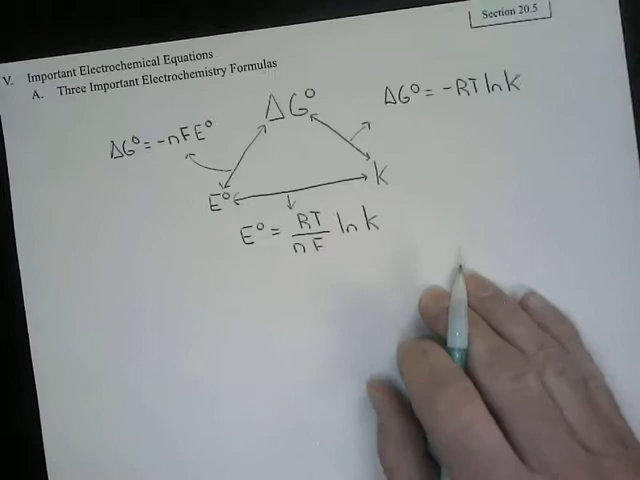 Section 20.5
V. Important Electrochemical Equations
A. Three Important Electrochemistry Formulas
ΔG° = -nFE°
ΔG°
ΔG° = -RT ln K
E°
K
E° = RT/nF ln K